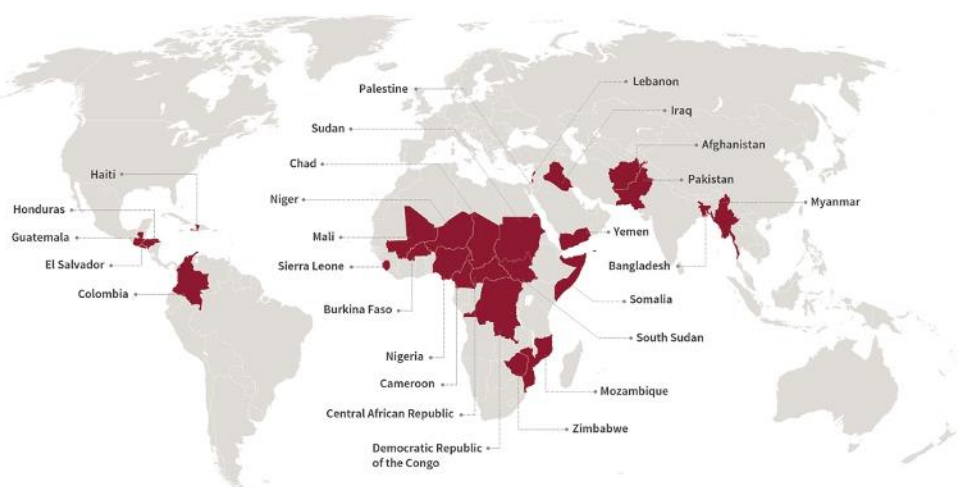 Palestine
Lebanon
Iraq
Sudan
Afghanistan
Chad
Haiti
Pakistan
Niger
Myanmar
Honduras
Mali
Yemen
Guatemala
El Salvador
Sierra Leone
Bangladesh
Colombia
Somalia
Burkina Faso
South Sudan
Nigeria
Cameroon
Mozambique
Central African Republic
Zimbabwe
Democratic Republic
of the Congo